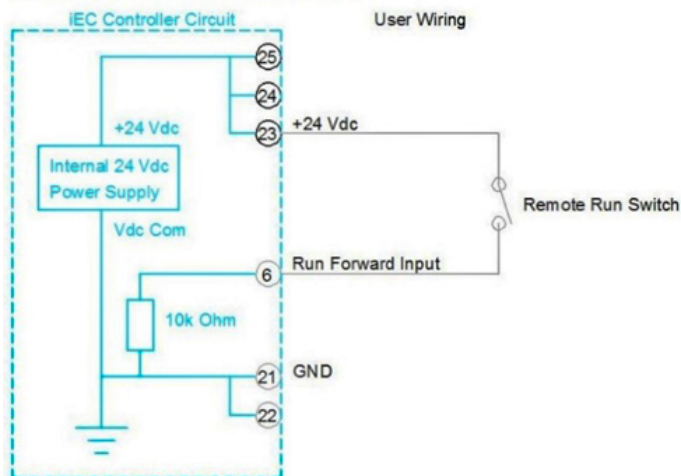 iEC Controller Circuit
User Wiring
25
24
+24 Vdc
23
+24 Vdc
Internal 24 Vdc
Power Supply
Remote Run Switch
Vdc Com
6
Run Forward Input
10k Ohm
21
GND
22